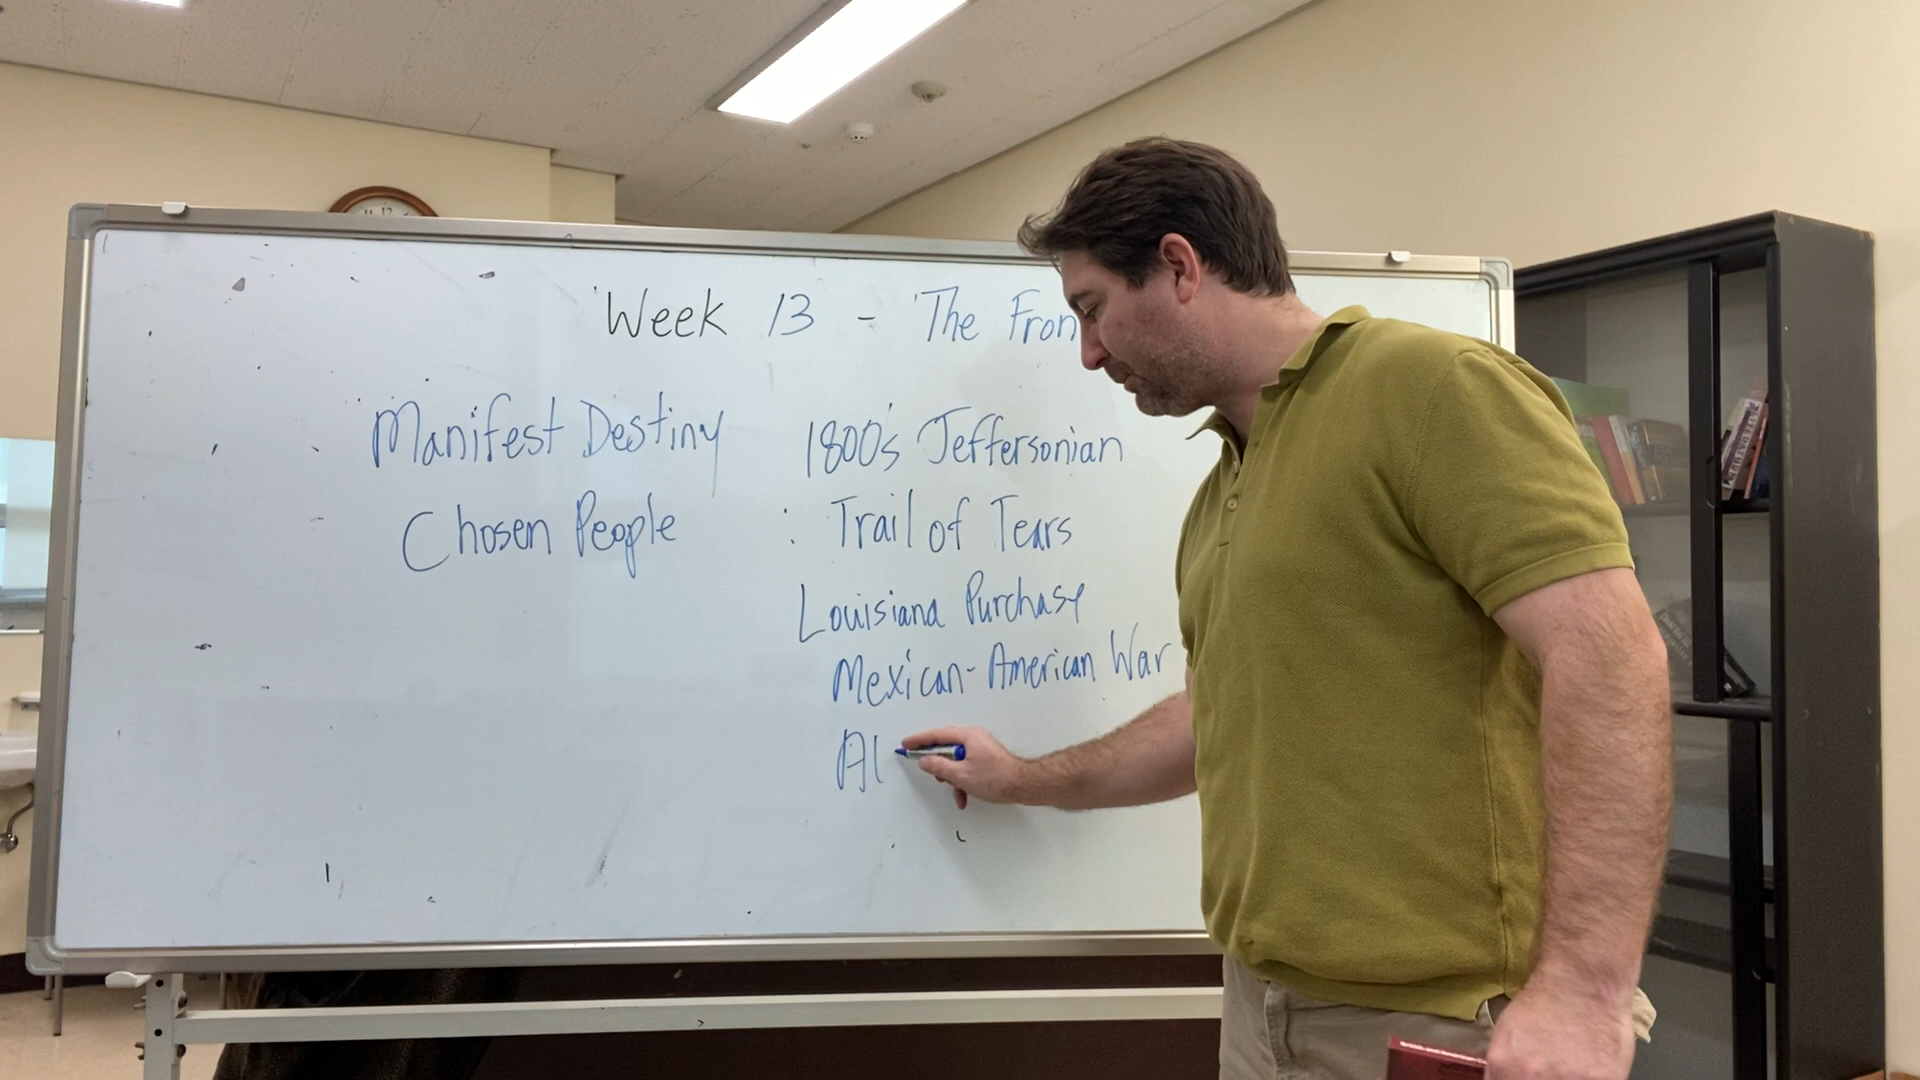 Week 13 - The Fron
Manifest Destiny
Chosen People
1800's Jeffersonian
: Trail of Tears
Louisiana Purchase
Mexican-American War
Al